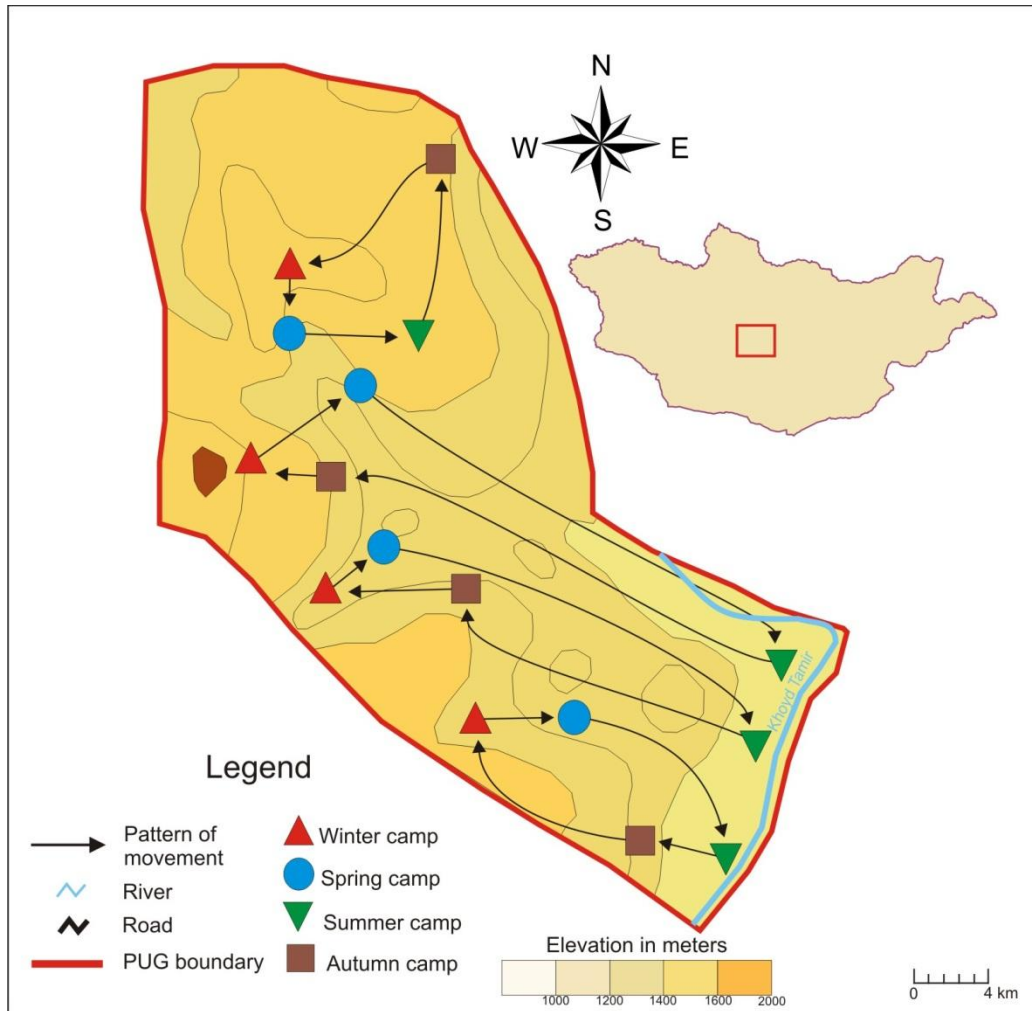 N
W
E
S
Khoyd Tamir
Legend
Pattern of
movement
River
Road
PUG boundary
Winter camp
Spring camp
Summer camp
Autumn camp
Elevation in meters
1000 1200 1400 1600 2000
0 4 km